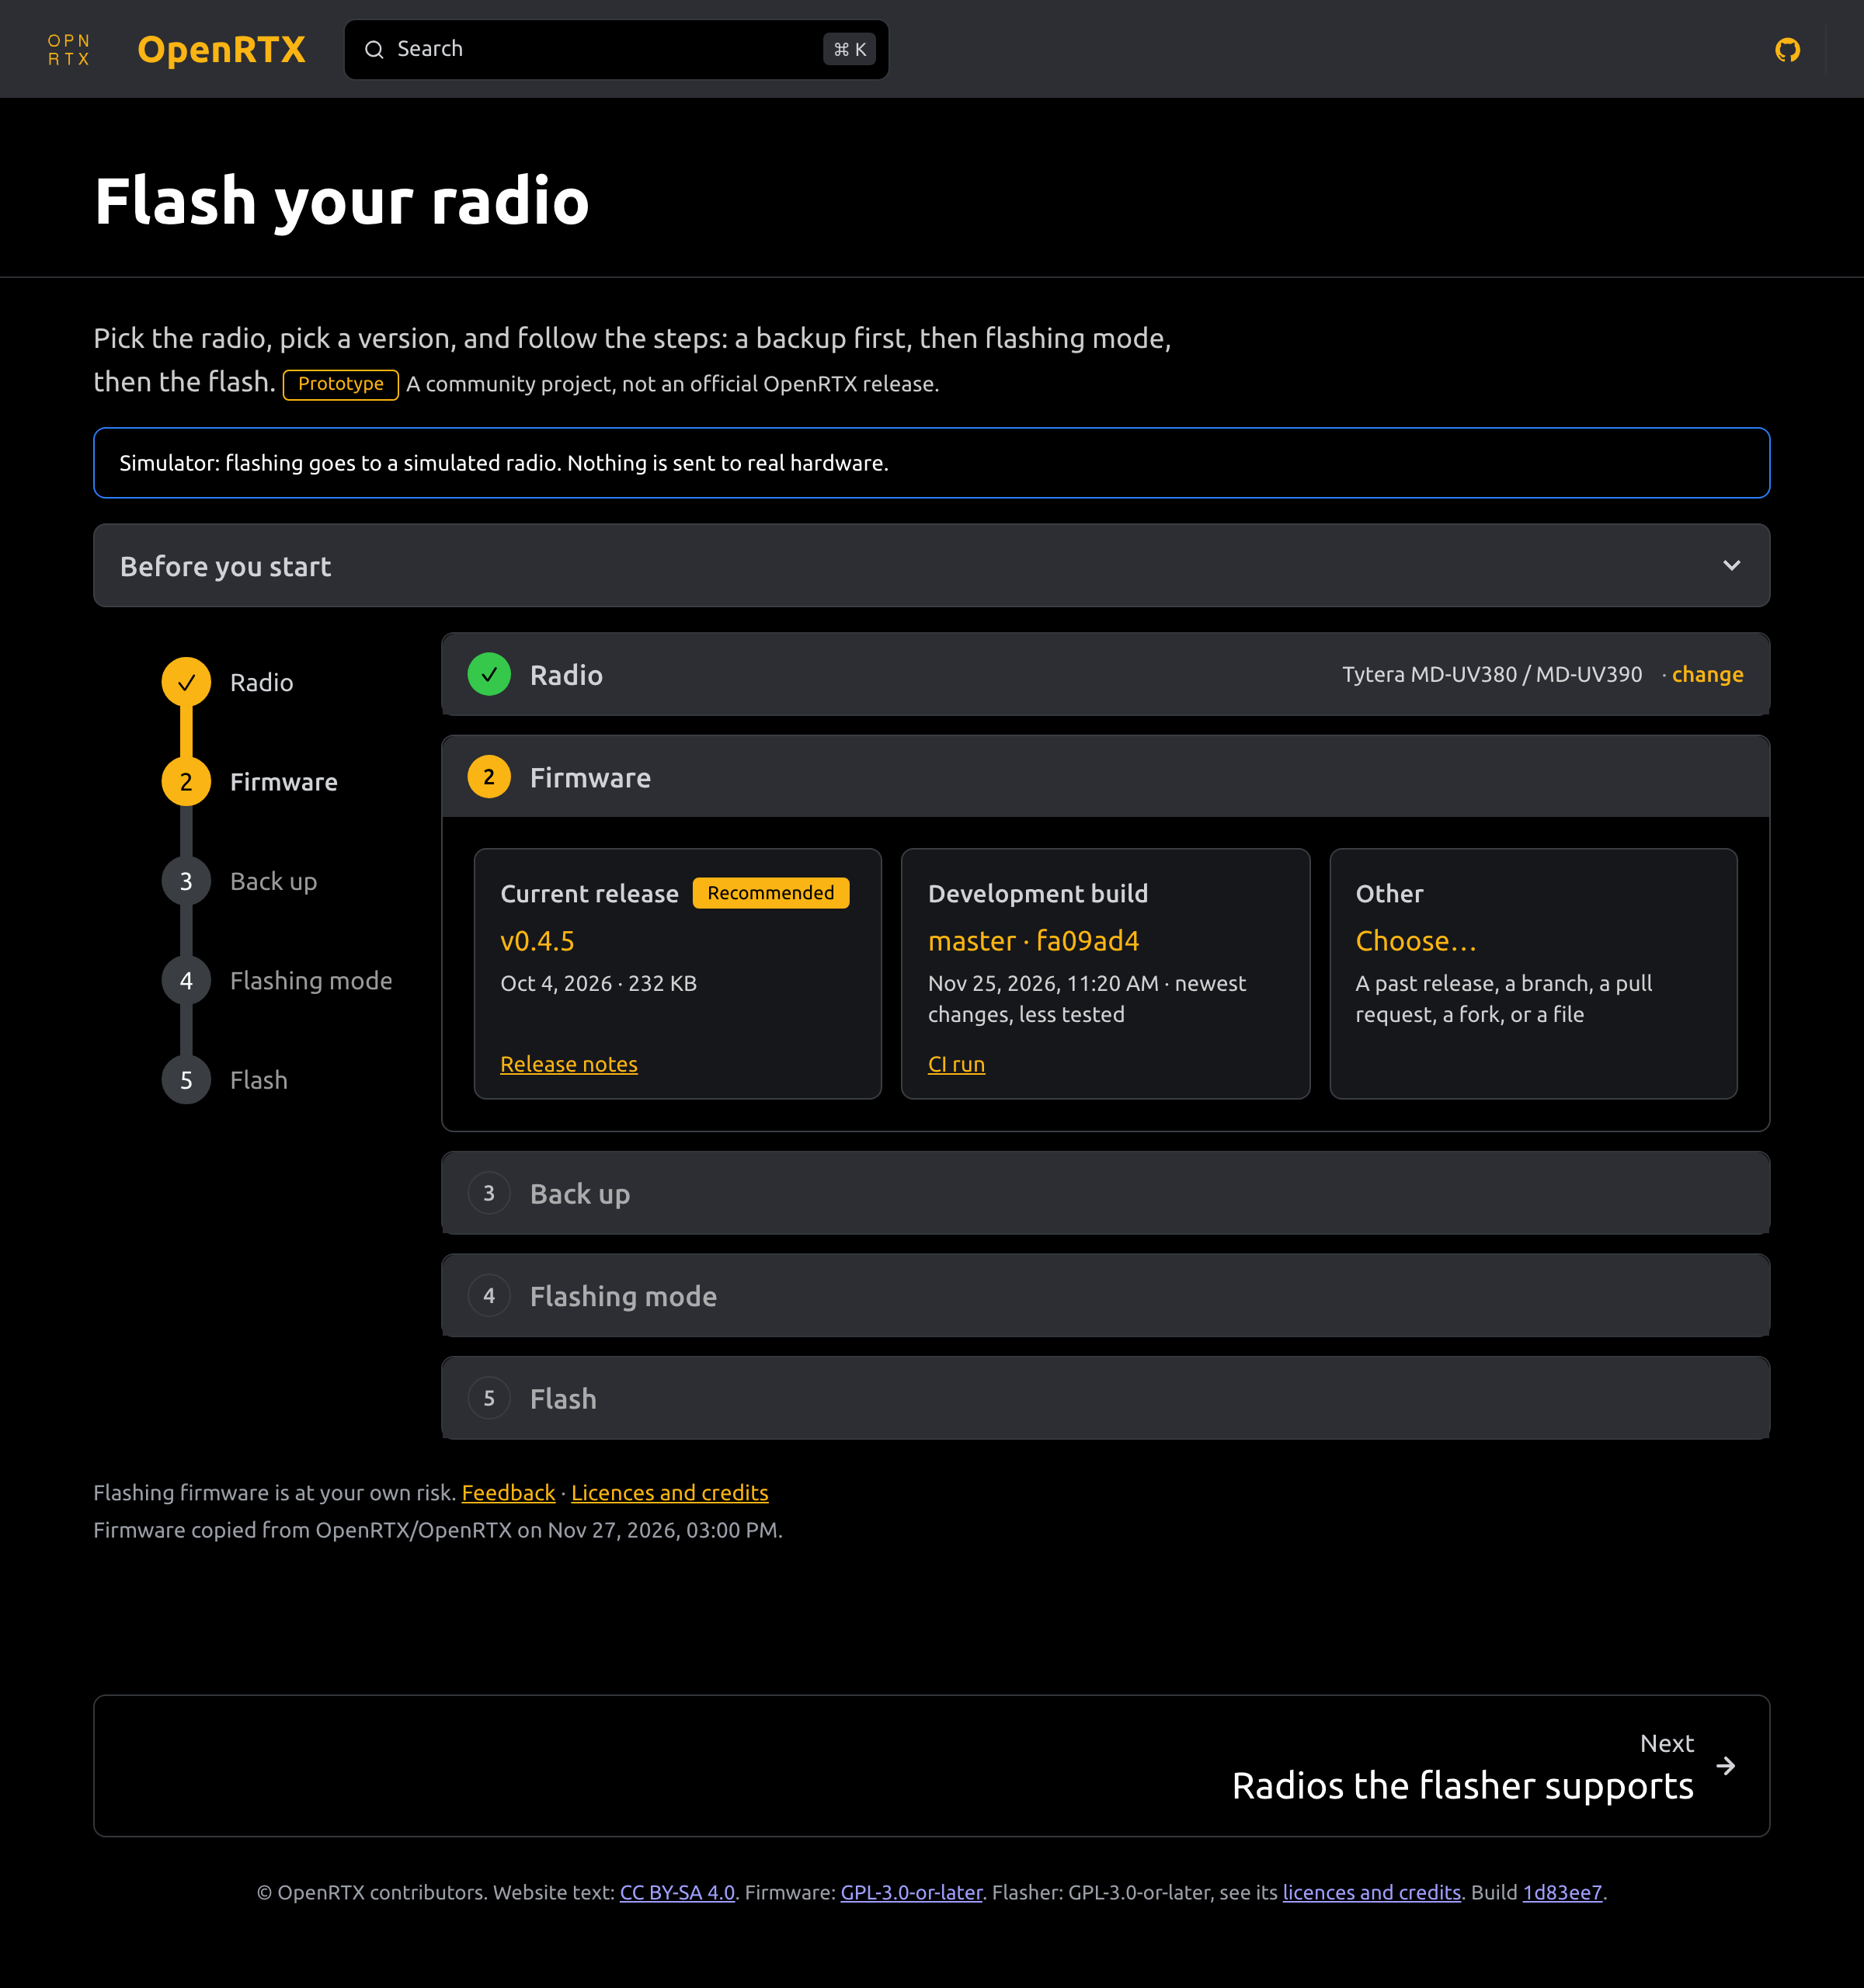 OPN
RTX
OpenRTX
Search
⌘ K
Flash your radio
Pick the radio, pick a version, and follow the steps: a backup first, then flashing mode,
then the flash. Prototype A community project, not an official OpenRTX release.
Simulator: flashing goes to a simulated radio. Nothing is sent to real hardware.
Before you start
Radio
2 Firmware
3 Back up
4 Flashing mode
5 Flash
Radio
Tytera MD-UV380 / MD-UV390 · change
2 Firmware
Current release Recommended
v0.4.5
Oct 4, 2026 · 232 KB
Release notes
Development build
master · fa09ad4
Nov 25, 2026, 11:20 AM · newest
changes, less tested
CI run
Other
Choose…
A past release, a branch, a pull
request, a fork, or a file
3 Back up
4 Flashing mode
5 Flash
Flashing firmware is at your own risk. Feedback · Licences and credits
Firmware copied from OpenRTX/OpenRTX on Nov 27, 2026, 03:00 PM.
Next
Radios the flasher supports
© OpenRTX contributors. Website text: CC BY-SA 4.0. Firmware: GPL-3.0-or-later. Flasher: GPL-3.0-or-later, see its licences and credits. Build 1d83ee7.